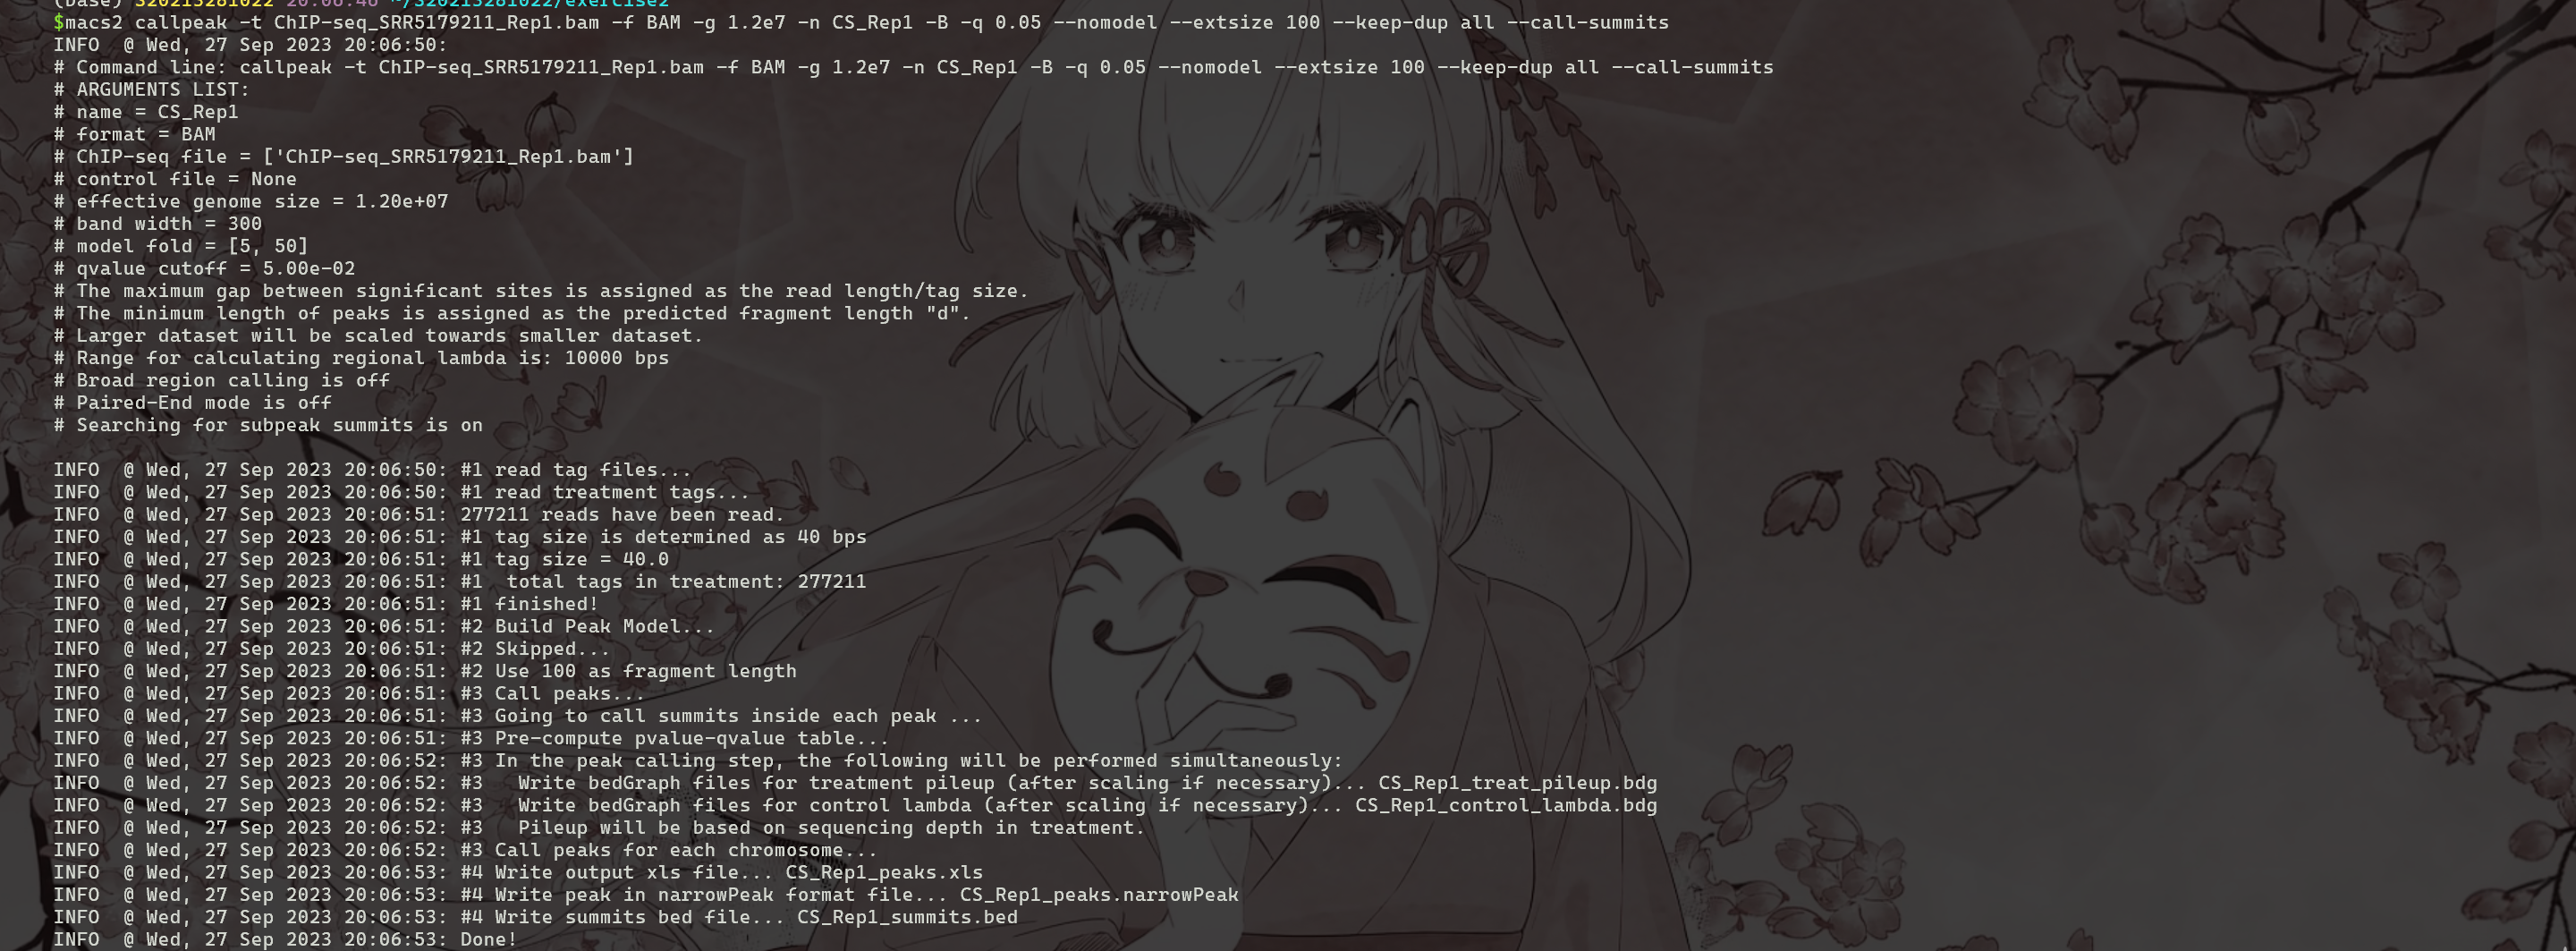 (base) 320213281022 20:06:46 ~/320213281022/exercise2
$macs2 callpeak -t ChIP-seq_SRR5179211_Rep1.bam -f BAM -g 1.2e7 -n CS_Rep1 -B -q 0.05 --nomodel --extsize 100 --keep-dup all --call-summits
INFO  @ Wed, 27 Sep 2023 20:06:50:
# Command line: callpeak -t ChIP-seq_SRR5179211_Rep1.bam -f BAM -g 1.2e7 -n CS_Rep1 -B -q 0.05 --nomodel --extsize 100 --keep-dup all --call-summits
# ARGUMENTS LIST:
# name = CS_Rep1
# format = BAM
# ChIP-seq file = ['ChIP-seq_SRR5179211_Rep1.bam']
# control file = None
# effective genome size = 1.20e+07
# band width = 300
# model fold = [5, 50]
# qvalue cutoff = 5.00e-02
# The maximum gap between significant sites is assigned as the read length/tag size.
# The minimum length of peaks is assigned as the predicted fragment length "d".
# Larger dataset will be scaled towards smaller dataset.
# Range for calculating regional lambda is: 10000 bps
# Broad region calling is off
# Paired-End mode is off
# Searching for subpeak summits is on

INFO  @ Wed, 27 Sep 2023 20:06:50: #1 read tag files...
INFO  @ Wed, 27 Sep 2023 20:06:50: #1 read treatment tags...
INFO  @ Wed, 27 Sep 2023 20:06:51: 277211 reads have been read.
INFO  @ Wed, 27 Sep 2023 20:06:51: #1 tag size is determined as 40 bps
INFO  @ Wed, 27 Sep 2023 20:06:51: #1 tag size = 40.0
INFO  @ Wed, 27 Sep 2023 20:06:51: #1  total tags in treatment: 277211
INFO  @ Wed, 27 Sep 2023 20:06:51: #1 finished!
INFO  @ Wed, 27 Sep 2023 20:06:51: #2 Build Peak Model...
INFO  @ Wed, 27 Sep 2023 20:06:51: #2 Skipped...
INFO  @ Wed, 27 Sep 2023 20:06:51: #2 Use 100 as fragment length
INFO  @ Wed, 27 Sep 2023 20:06:51: #3 Call peaks...
INFO  @ Wed, 27 Sep 2023 20:06:51: #3 Going to call summits inside each peak ...
INFO  @ Wed, 27 Sep 2023 20:06:51: #3 Pre-compute pvalue-qvalue table...
INFO  @ Wed, 27 Sep 2023 20:06:52: #3 In the peak calling step, the following will be performed simultaneously:
INFO  @ Wed, 27 Sep 2023 20:06:52: #3   Write bedGraph files for treatment pileup (after scaling if necessary)... CS_Rep1_treat_pileup.bdg
INFO  @ Wed, 27 Sep 2023 20:06:52: #3   Write bedGraph files for control lambda (after scaling if necessary)... CS_Rep1_control_lambda.bdg
INFO  @ Wed, 27 Sep 2023 20:06:52: #3   Pileup will be based on sequencing depth in treatment.
INFO  @ Wed, 27 Sep 2023 20:06:52: #3 Call peaks for each chromosome...
INFO  @ Wed, 27 Sep 2023 20:06:53: #4 Write output xls file... CS_Rep1_peaks.xls
INFO  @ Wed, 27 Sep 2023 20:06:53: #4 Write peak in narrowPeak format file... CS_Rep1_peaks.narrowPeak
INFO  @ Wed, 27 Sep 2023 20:06:53: #4 Write summits bed file... CS_Rep1_summits.bed
INFO  @ Wed, 27 Sep 2023 20:06:53: Done!